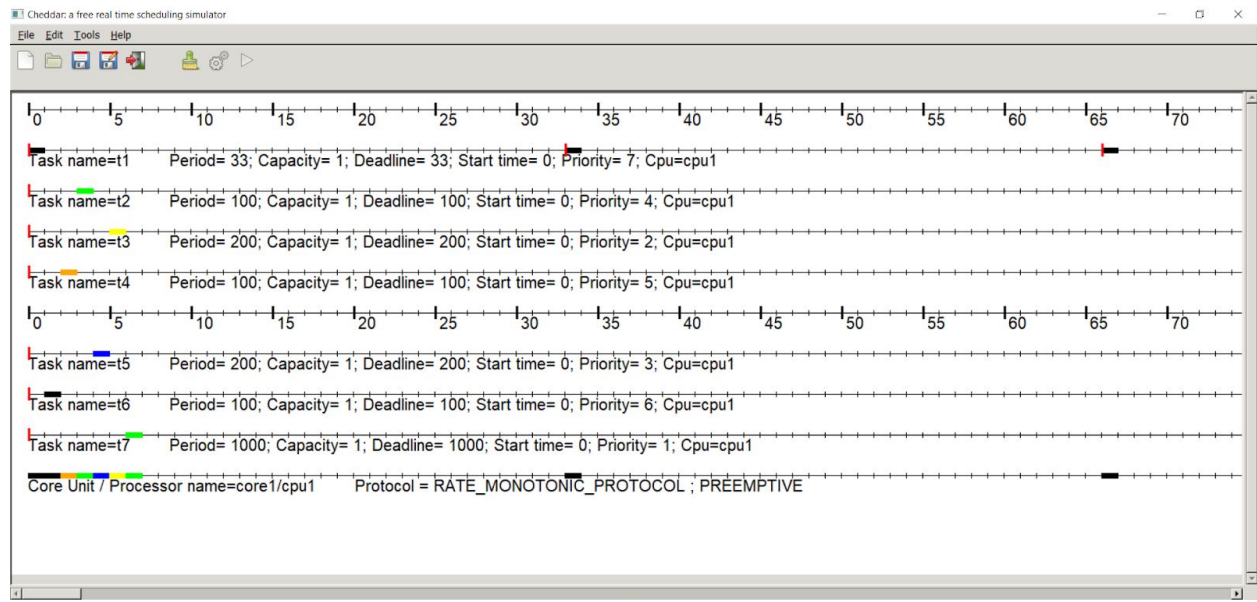 Cheddar: a free real time scheduling simulator
File Edit Tools Help
0 5 10 15 20 25 30 35 40 45 50 55 60 65 70
Task name=t1 Period= 33; Capacity= 1; Deadline= 33; Start time= 0; Priority= 7; Cpu=cpu1
Task name=t2 Period= 100; Capacity= 1; Deadline= 100; Start time= 0; Priority= 4; Cpu=cpu1
Task name=t3 Period= 200; Capacity= 1; Deadline= 200; Start time= 0; Priority= 2; Cpu=cpu1
Task name=t4 Period= 100; Capacity= 1; Deadline= 100; Start time= 0; Priority= 5; Cpu=cpu1
0 5 10 15 20 25 30 35 40 45 50 55 60 65 70
Task name=t5 Period= 200; Capacity= 1; Deadline= 200; Start time= 0; Priority= 3; Cpu=cpu1
Task name=t6 Period= 100; Capacity= 1; Deadline= 100; Start time= 0; Priority= 6; Cpu=cpu1
Task name=t7 Period= 1000; Capacity= 1; Deadline= 1000; Start time= 0; Priority= 1; Cpu=cpu1
Core Unit / Processor name=core1/cpu1 Protocol = RATE_MONOTONIC_PROTOCOL ; PREEMPTIVE